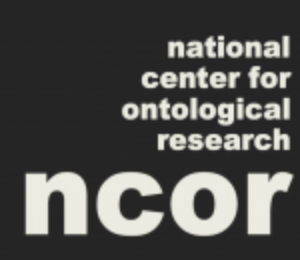 national
center for
ontological
research
ncor